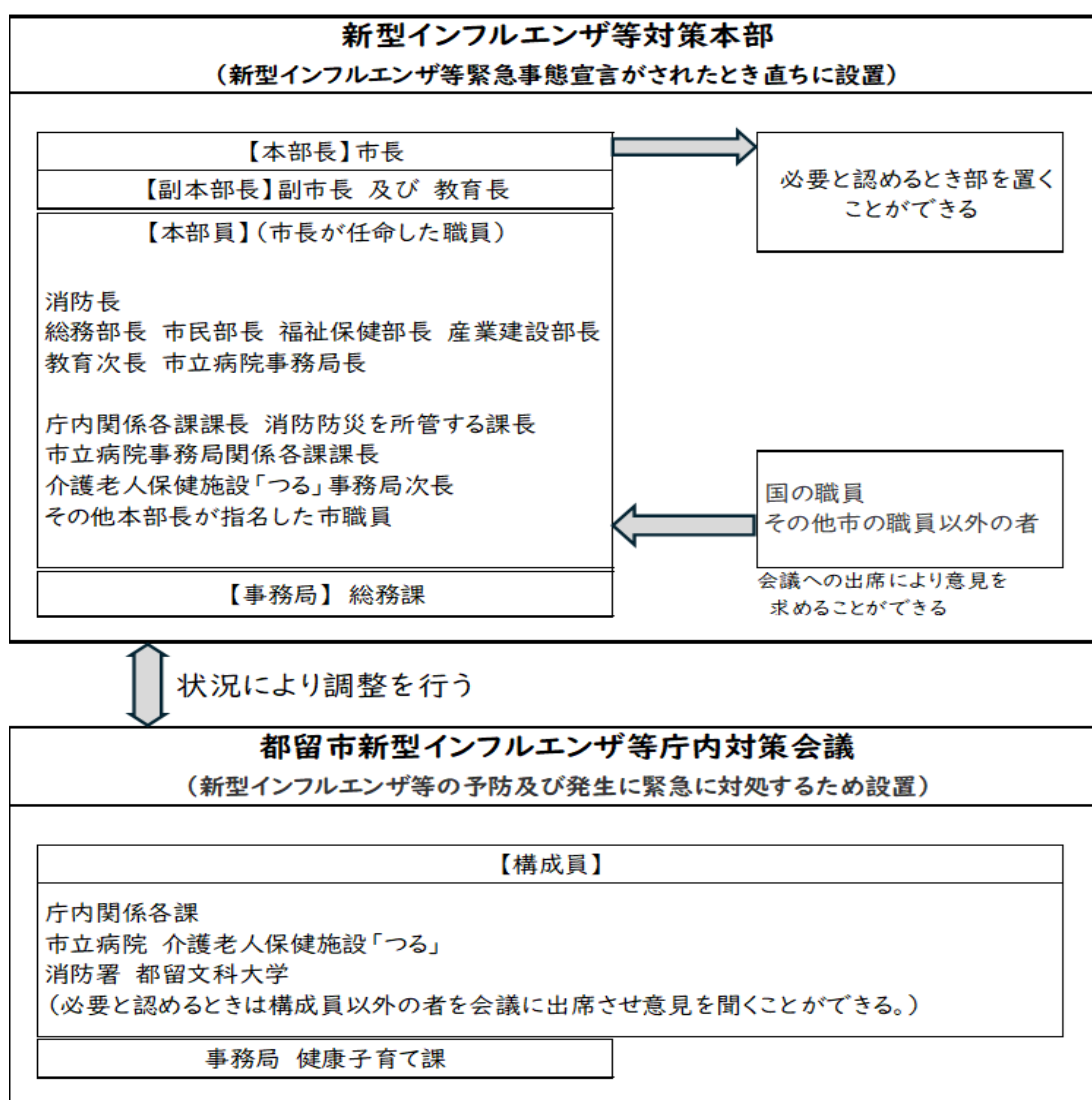 新型インフルエンザ等対策本部
（新型インフルエンザ等緊急事態宣言がされたとき直ちに設置）
【本部長】市長
【副本部長】副市長 及び 教育長
【本部員】（市長が任命した職員）
消防長
総務部長 市民部長 福祉保健部長 産業建設部長
教育次長 市立病院事務局長
庁内関係各課課長 消防防災を所管する課長
市立病院事務局関係各課課長
介護老人保健施設「つる」事務局次長
その他本部長が指名した市職員
【事務局】 総務課
必要と認めるとき部を置く
ことができる
国の職員
その他市の職員以外の者
会議への出席により意見を
求めることができる
状況により調整を行う
都留市新型インフルエンザ等庁内対策会議
（新型インフルエンザ等の予防及び発生に緊急に対処するため設置）
【構成員】
庁内関係各課
市立病院 介護老人保健施設「つる」
消防署 都留文科大学
（必要と認めるときは構成員以外の者を会議に出席させ意見を聞くことができる。）
事務局 健康子育て課